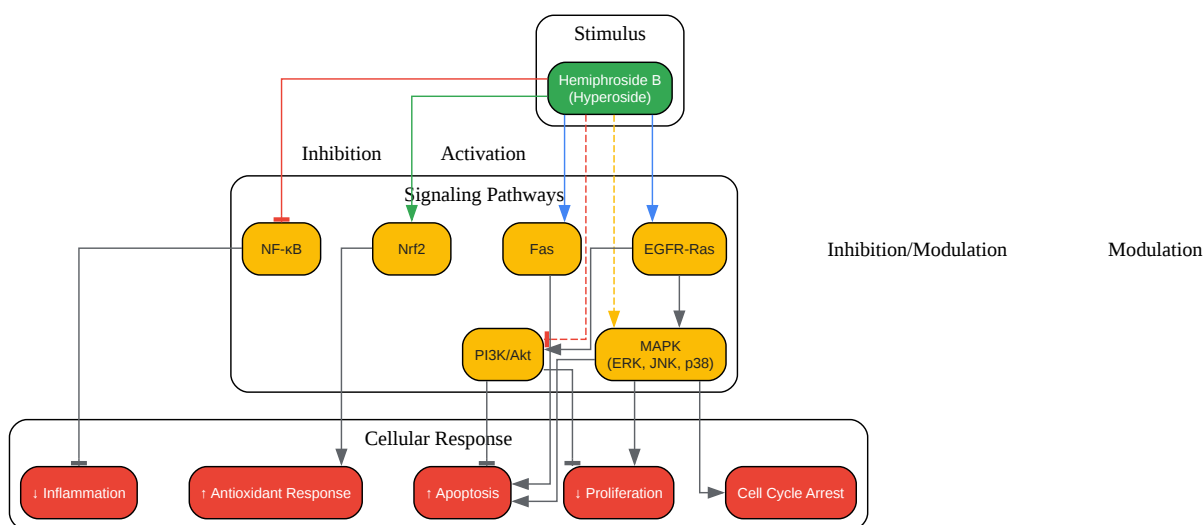 Stimulus
Hemiphroside B
(Hyperoside)
Inhibition
Activation
Signaling Pathways
NF-κB
Nrf2
Fas
EGFR-Ras
Inhibition/Modulation
Modulation
PI3K/Akt
MAPK
(ERK, JNK, p38)
Cellular Response
↓ Inflammation
↑ Antioxidant Response
↑ Apoptosis
↓ Proliferation
Cell Cycle Arrest